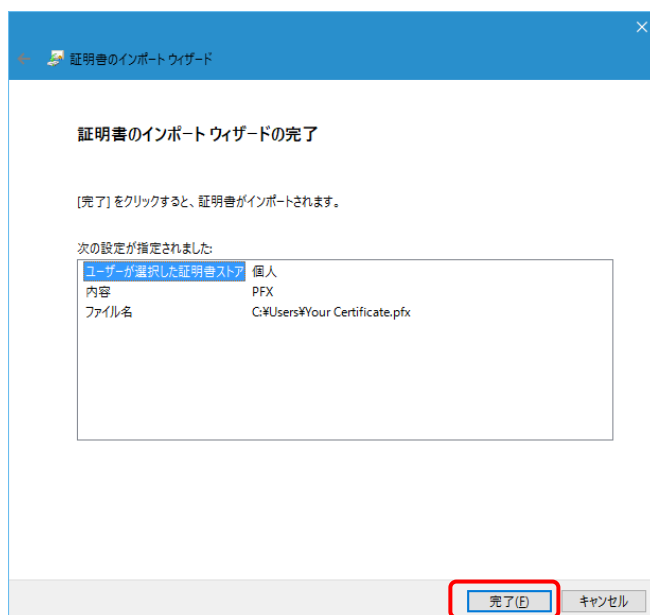 証明書のインポート ウィザード
証明書のインポート ウィザードの完了
[完了] をクリックすると、証明書がインポートされます。
次の設定が指定されました:
ユーザーが選択した証明書ストア 個人
内容 PFX
ファイル名 C:¥Users¥Your Certificate.pfx
完了(F) キャンセル